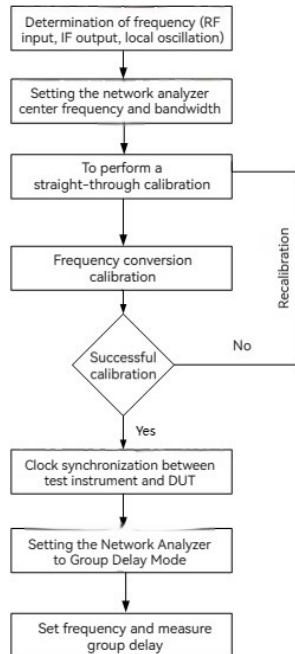 Determination of frequency (RF
input, IF output, local oscillation)
Setting the network analyzer
center frequency and bandwidth
To perform a
straight-through calibration
Recalibration
Frequency conversion
calibration
Successful
calibration
No
Yes
Clock synchronization between
test instrument and DUT
Setting the Network Analyzer
to Group Delay Mode
Set frequency and measure
group delay